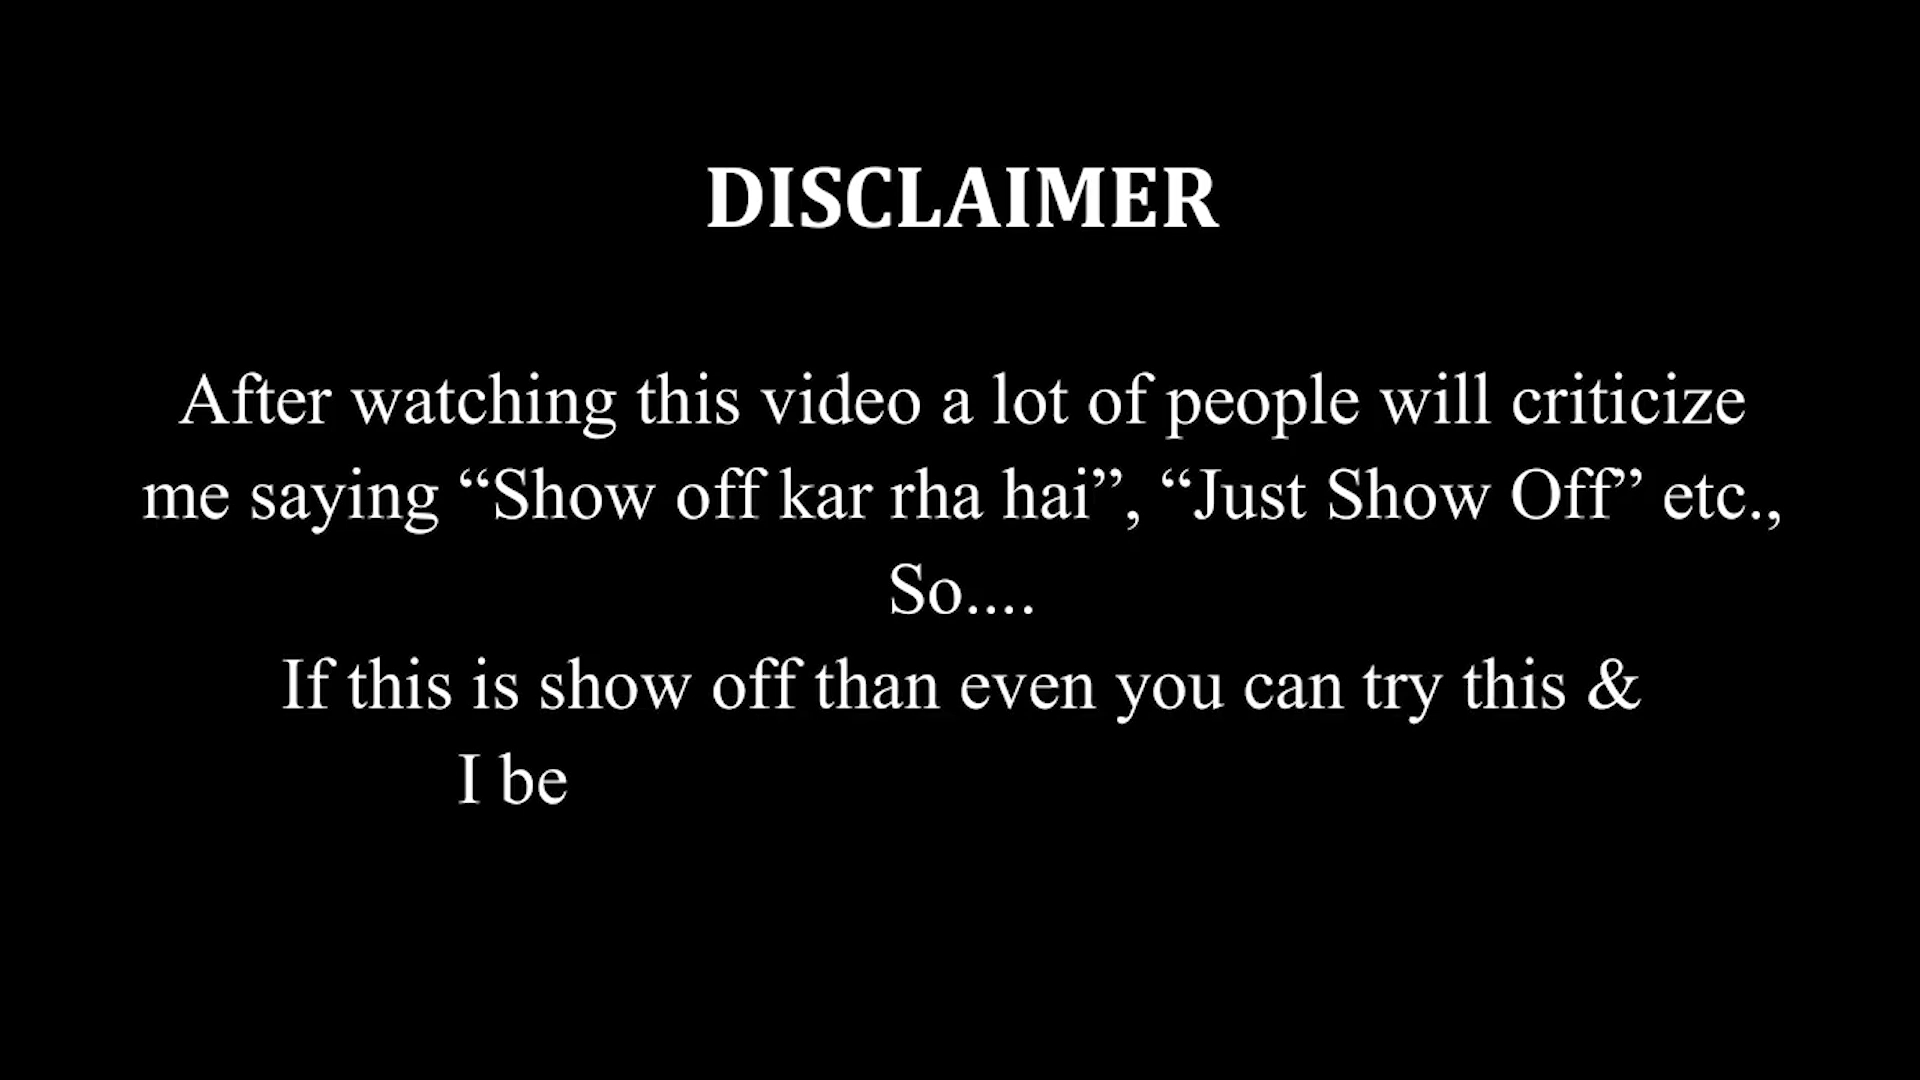 DISCLAIMER
After watching this video a lot of people will criticize
me saying “Show off kar rha hai”, “Just Show Off” etc.,
So....
If this is show off than even you can try this &
I be